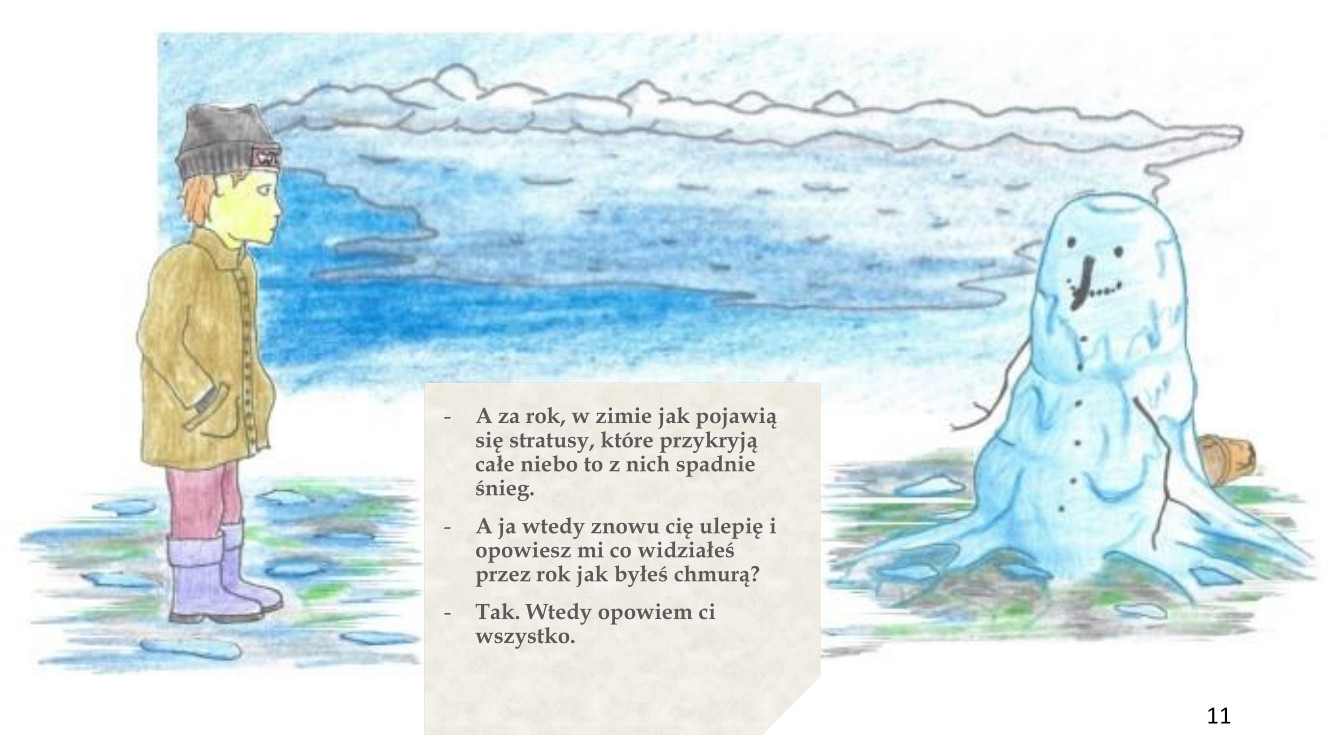 - A za rok, w zimie jak pojawią
się stratusy, które przykryją
całe niebo to z nich spadnie
śnieg.
- A ja wtedy znowu cię ulepię i
opowiesz mi co widziałeś
przez rok jak byłeś chmurą?
- Tak. Wtedy opowiem ci
wszystko.
11